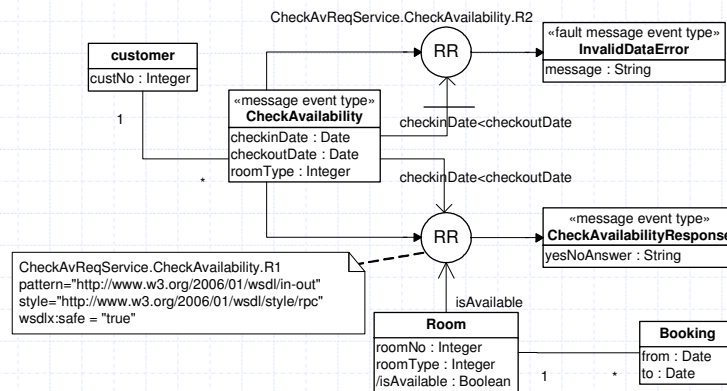 CheckAvReqService.CheckAvailability.R2
customer
custNo : Integer
RR
«fault message event type»
InvalidDataError
message : String
1
*
«message event type»
CheckAvailability
checkinDate : Date
checkoutDate : Date
roomType : Integer
checkinDate<checkoutDate
checkinDate<checkoutDate
RR
«message event type»
CheckAvailabilityResponse
yesNoAnswer : String
CheckAvReqService.CheckAvailability.R1
pattern="http://www.w3.org/2006/01/wsdl/in-out"
style="http://www.w3.org/2006/01/wsdl/style/rpc"
wsdlx:safe = "true"
isAvailable
Room
roomNo : Integer
roomType : Integer
/isAvailable : Boolean
1
*
Booking
from : Date
to : Date